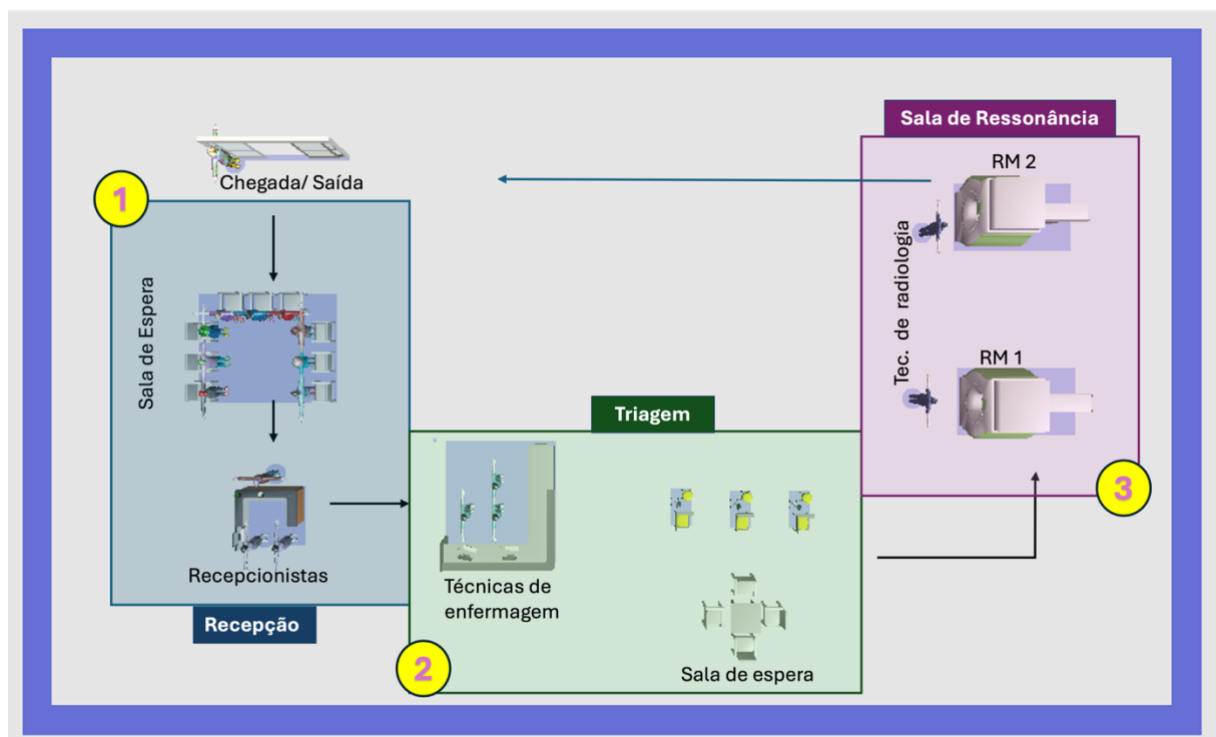 Sala de Ressonância
RM 2
Chegada/ Saída
1
Sala de Espera
Tec. de radiologia
RM 1
Triagem
3
Recepcionistas
Técnicas de
enfermagem
Recepção
2
Sala de espera